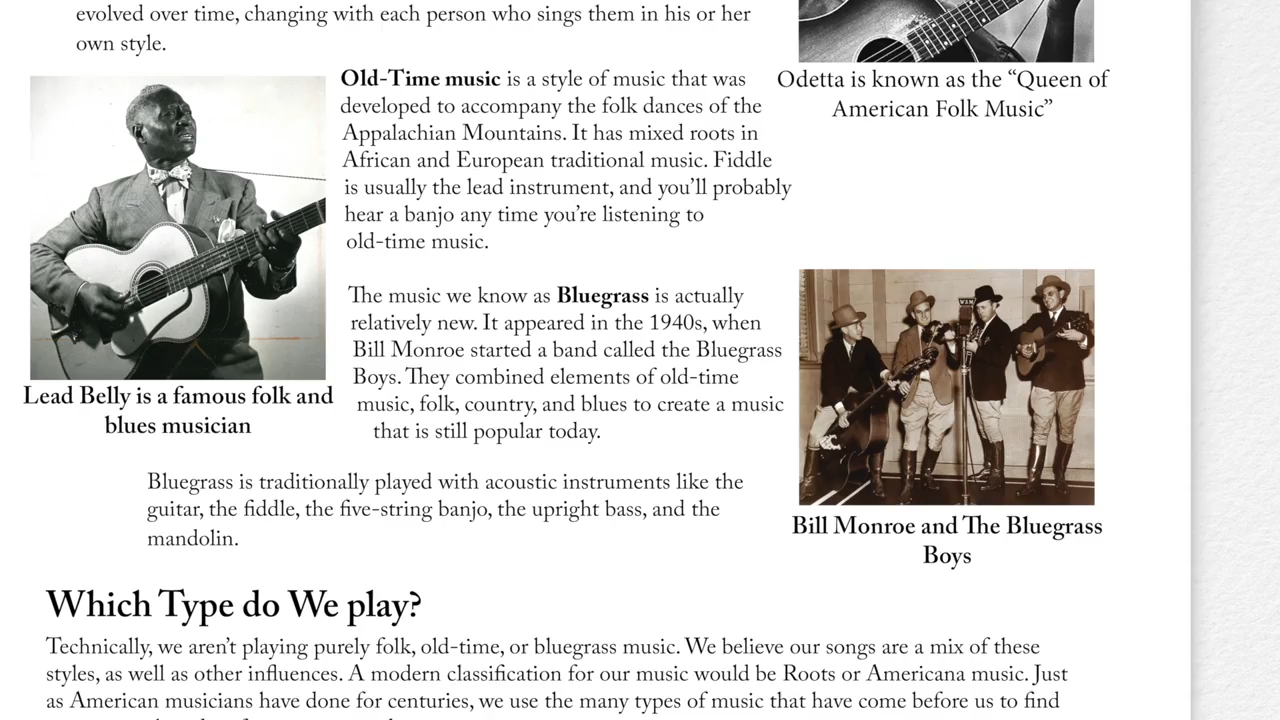 evolved over time, changing with each person who sings them in his or her
own style.
Odetta is known as the “Queen of
American Folk Music”
Old-Time music is a style of music that was
developed to accompany the folk dances of the
Appalachian Mountains. It has mixed roots in
African and European traditional music. Fiddle
is usually the lead instrument, and you’ll probably
hear a banjo any time you’re listening to
old-time music.
The music we know as Bluegrass is actually
relatively new. It appeared in the 1940s, when
Bill Monroe started a band called the Bluegrass
Boys. They combined elements of old-time
music, folk, country, and blues to create a music
that is still popular today.
Lead Belly is a famous folk and
blues musician
Bluegrass is traditionally played with acoustic instruments like the
guitar, the fiddle, the five-string banjo, the upright bass, and the
mandolin.
WSM
Bill Monroe and The Bluegrass
Boys
Which Type do We play?
Technically, we aren’t playing purely folk, old-time, or bluegrass music. We believe our songs are a mix of these
styles, as well as other influences. A modern classification for our music would be Roots or Americana music. Just
as American musicians have done for centuries, we use the many types of music that have come before us to find